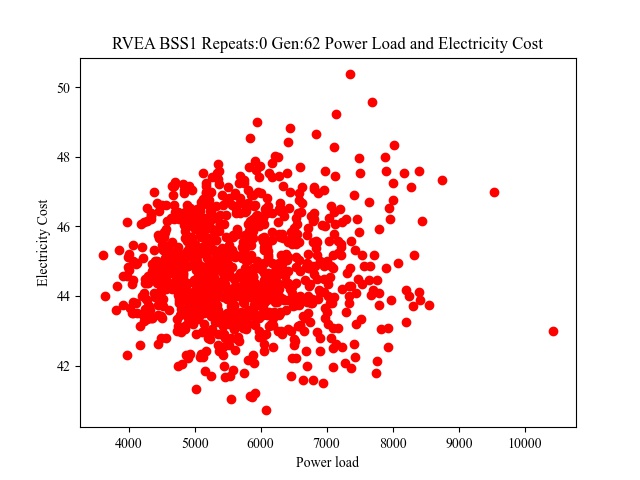 RVEA BSS1 Repeats:0 Gen:62 Power Load and Electricity Cost
50
48
46
44
42
Electricity Cost
4000 5000 6000 7000 8000 9000 10000
Power load